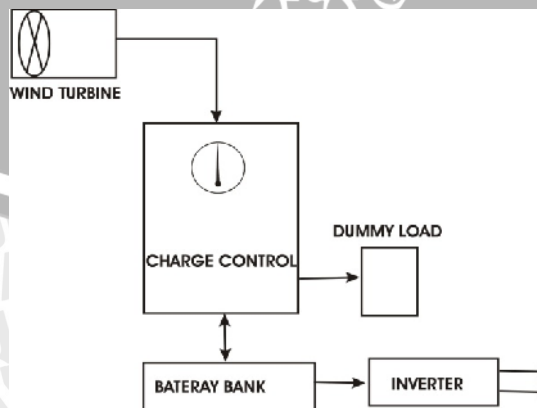 WIND TURBINE
CHARGE CONTROL
DUMMY LOAD
BATERAY BANK
INVERTER